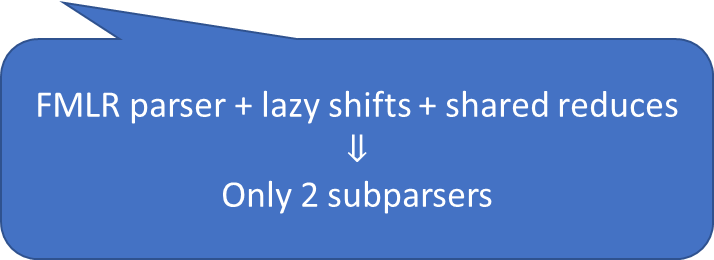 FMLR parser + lazy shifts + shared reduces
⇓
Only 2 subparsers